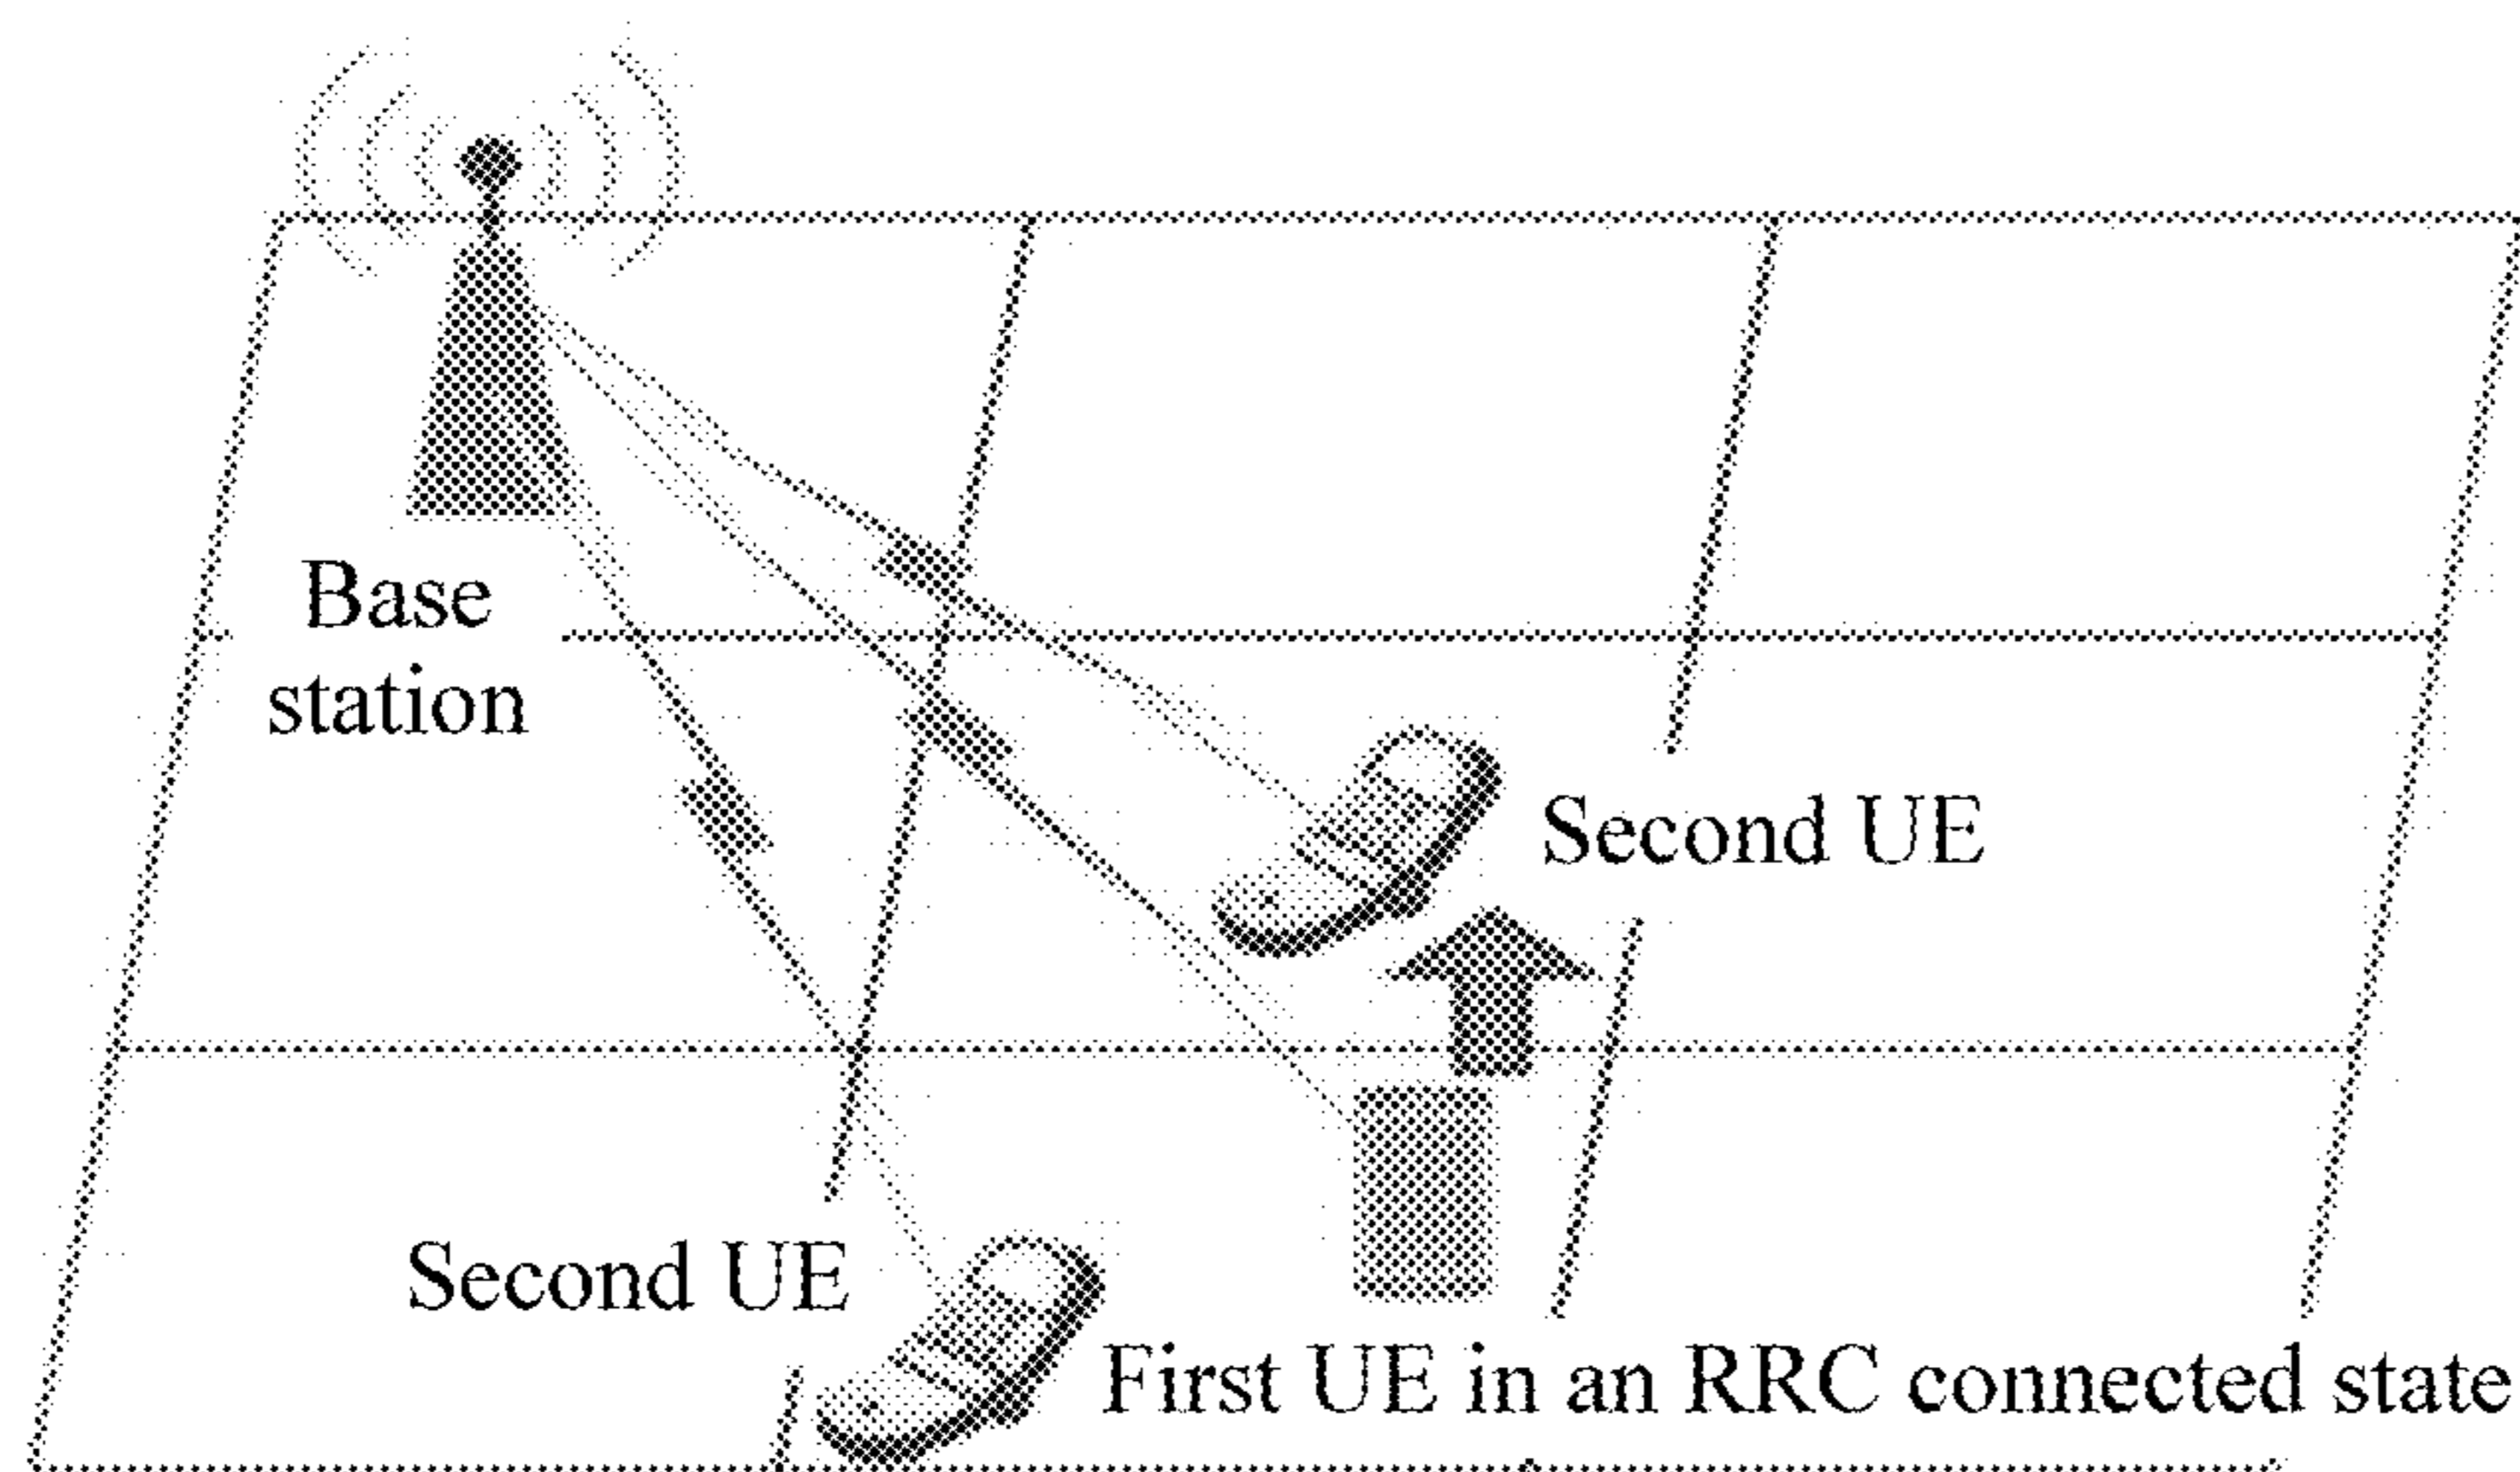 Base
station
Second UE
Second UE
First UE in an RRC connected state